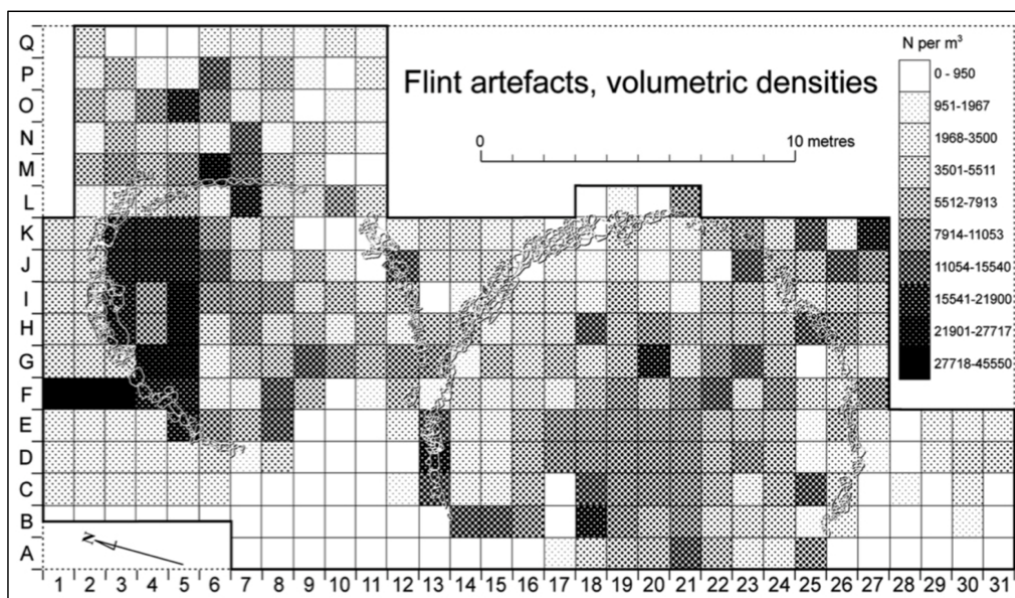 Flint artefacts, volumetric densities
0 10 metres
N per m³
0 - 950
951-1967
1968-3500
3501-5511
5512-7913
7914-11053
11054-15540
15541-21900
21901-27717
27718-45550
Q
P
O
N
M
L
K
J
I
H
G
F
E
D
C
B
A
N
1 2 3 4 5 6 7 8 9 10 11 12 13 14 15 16 17 18 19 20 21 22 23 24 25 26 27 28 29 30 31